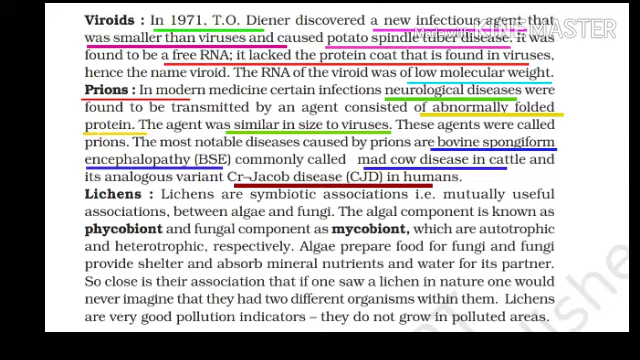 Viroids : In 1971, T.O. Diener discovered a new infectious agent that
was smaller than viruses and caused potato spindle tuber disease. It was
found to be a free RNA; it lacked the protein coat that is found in viruses,
hence the name viroid. The RNA of the viroid was of low molecular weight.
Prions : In modern medicine certain infectious neurological diseases were
found to be transmitted by an agent consisted of abnormally folded
protein. The agent was similar in size to viruses. These agents were called
prions. The most notable diseases caused by prions are bovine spongiform
encephalopathy (BSE) commonly called mad cow disease in cattle and
its analogous variant Cr–Jacob disease (CJD) in humans.
Lichens : Lichens are symbiotic associations i.e. mutually useful
associations, between algae and fungi. The algal component is known as
phycobiont and fungal component as mycobiont, which are autotrophic
and heterotrophic, respectively. Algae prepare food for fungi and fungi
provide shelter and absorb mineral nutrients and water for its partner.
So close is their association that if one saw a lichen in nature one would
never imagine that they had two different organisms within them. Lichens
are very good pollution indicators – they do not grow in polluted areas.
KINEMASTER